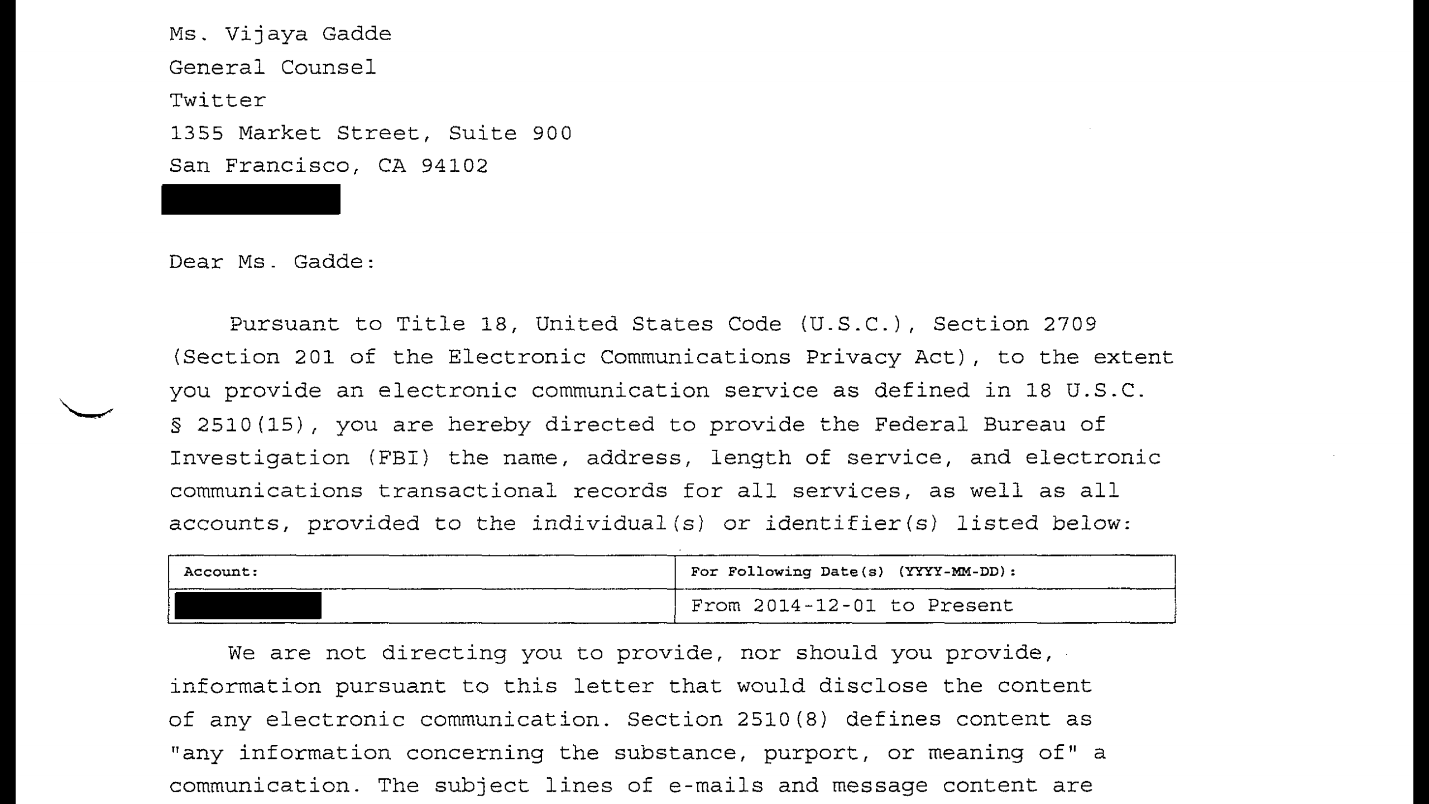 Ms. Vijaya Gadde
General Counsel
Twitter
1355 Market Street, Suite 900
San Francisco, CA 94102
Dear Ms. Gadde:
Pursuant to Title 18, United States Code (U.S.C.), Section 2709
(Section 201 of the Electronic Communications Privacy Act), to the extent
you provide an electronic communication service as defined in 18 U.S.C.
§ 2510(15), you are hereby directed to provide the Federal Bureau of
Investigation (FBI) the name, address, length of service, and electronic
communications transactional records for all services, as well as all
accounts, provided to the individual(s) or identifier(s) listed below:
Account: For Following Date(s) (YYYY-MM-DD):
From 2014-12-01 to Present
We are not directing you to provide, nor should you provide,
information pursuant to this letter that would disclose the content
of any electronic communication. Section 2510(8) defines content as
"any information concerning the substance, purport, or meaning of" a
communication. The subject lines of e-mails and message content are